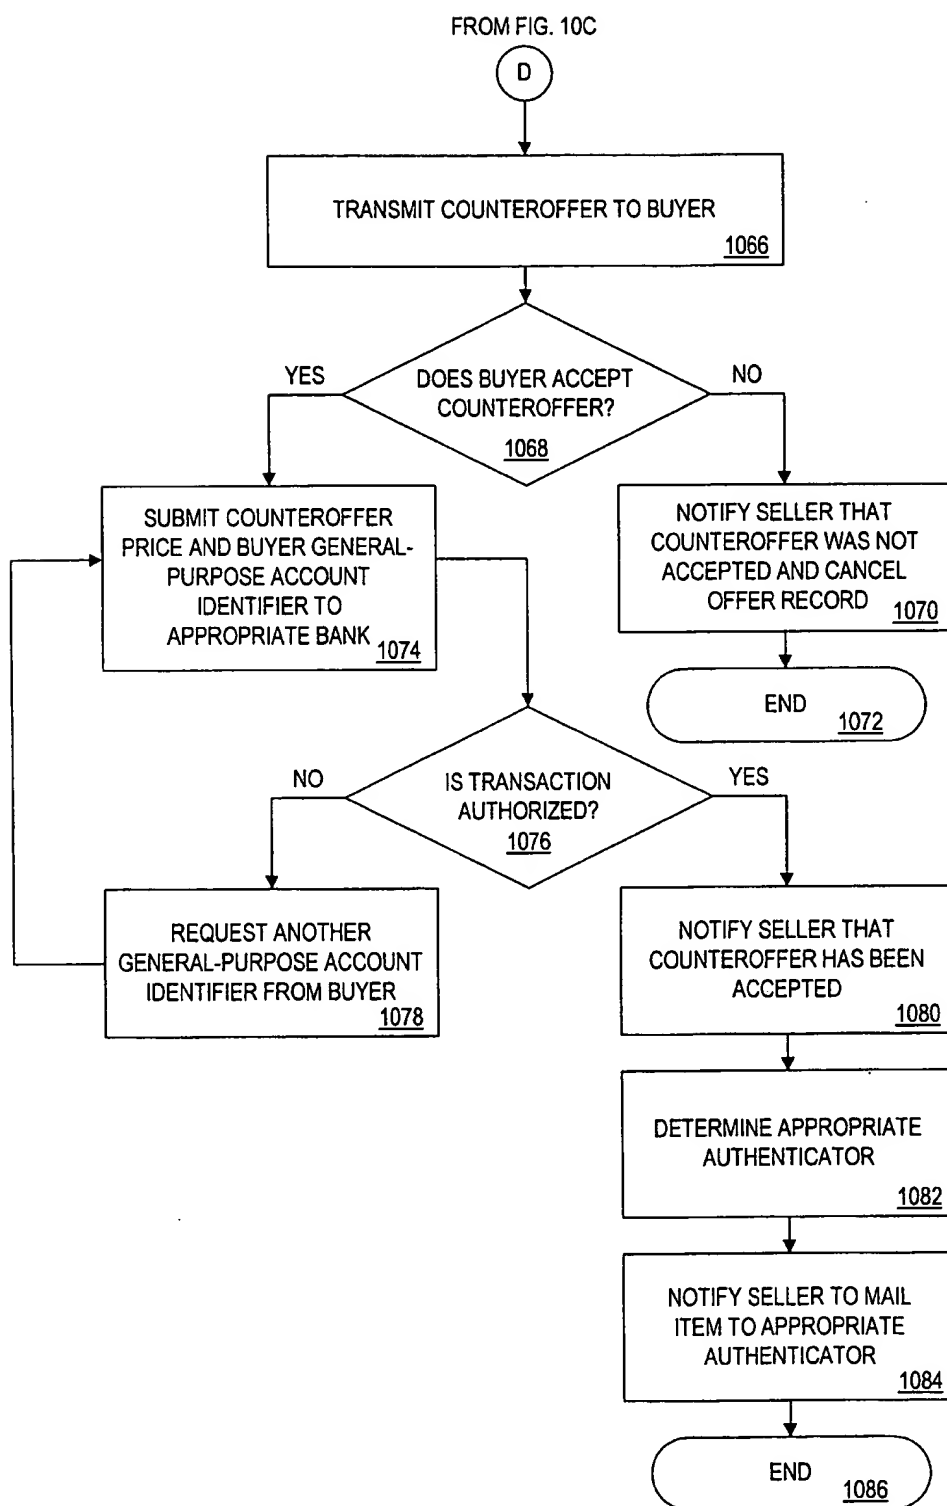 FROM FIG. 10C
D
TRANSMIT COUNTEROFFER TO BUYER
1066
YES
DOES BUYER ACCEPT
COUNTEROFFER?
1068
NO
SUBMIT COUNTEROFFER
PRICE AND BUYER GENERAL-
PURPOSE ACCOUNT
IDENTIFIER TO
APPROPRIATE BANK
1074
NOTIFY SELLER THAT
COUNTEROFFER WAS NOT
ACCEPTED AND CANCEL
OFFER RECORD
1070
END
1072
NO
IS TRANSACTION
AUTHORIZED?
1076
YES
REQUEST ANOTHER
GENERAL-PURPOSE ACCOUNT
IDENTIFIER FROM BUYER
1078
NOTIFY SELLER THAT
COUNTEROFFER HAS BEEN
ACCEPTED
1080
DETERMINE APPROPRIATE
AUTHENTICATOR
1082
NOTIFY SELLER TO MAIL
ITEM TO APPROPRIATE
AUTHENTICATOR
1084
END
1086